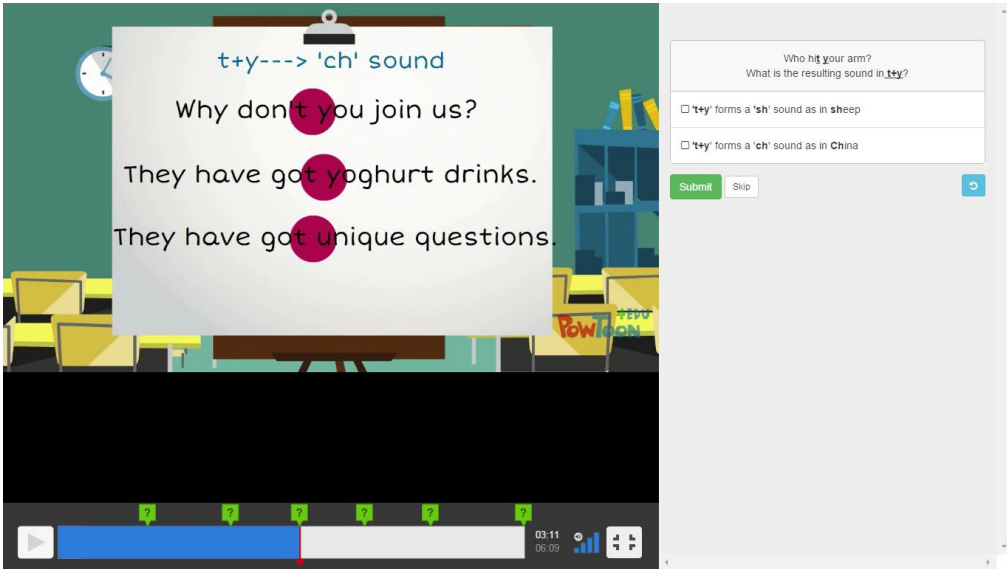 t+y---> 'ch' sound
Why don't you join us?
They have got yoghurt drinks.
They have got unique questions.
+EDU
PowToon
? ? ? ? ? ?
03:11
06:09
Who hit your arm?
What is the resulting sound in t+y?
't+y' forms a 'sh' sound as in sheep
't+y' forms a 'ch' sound as in China
Submit Skip